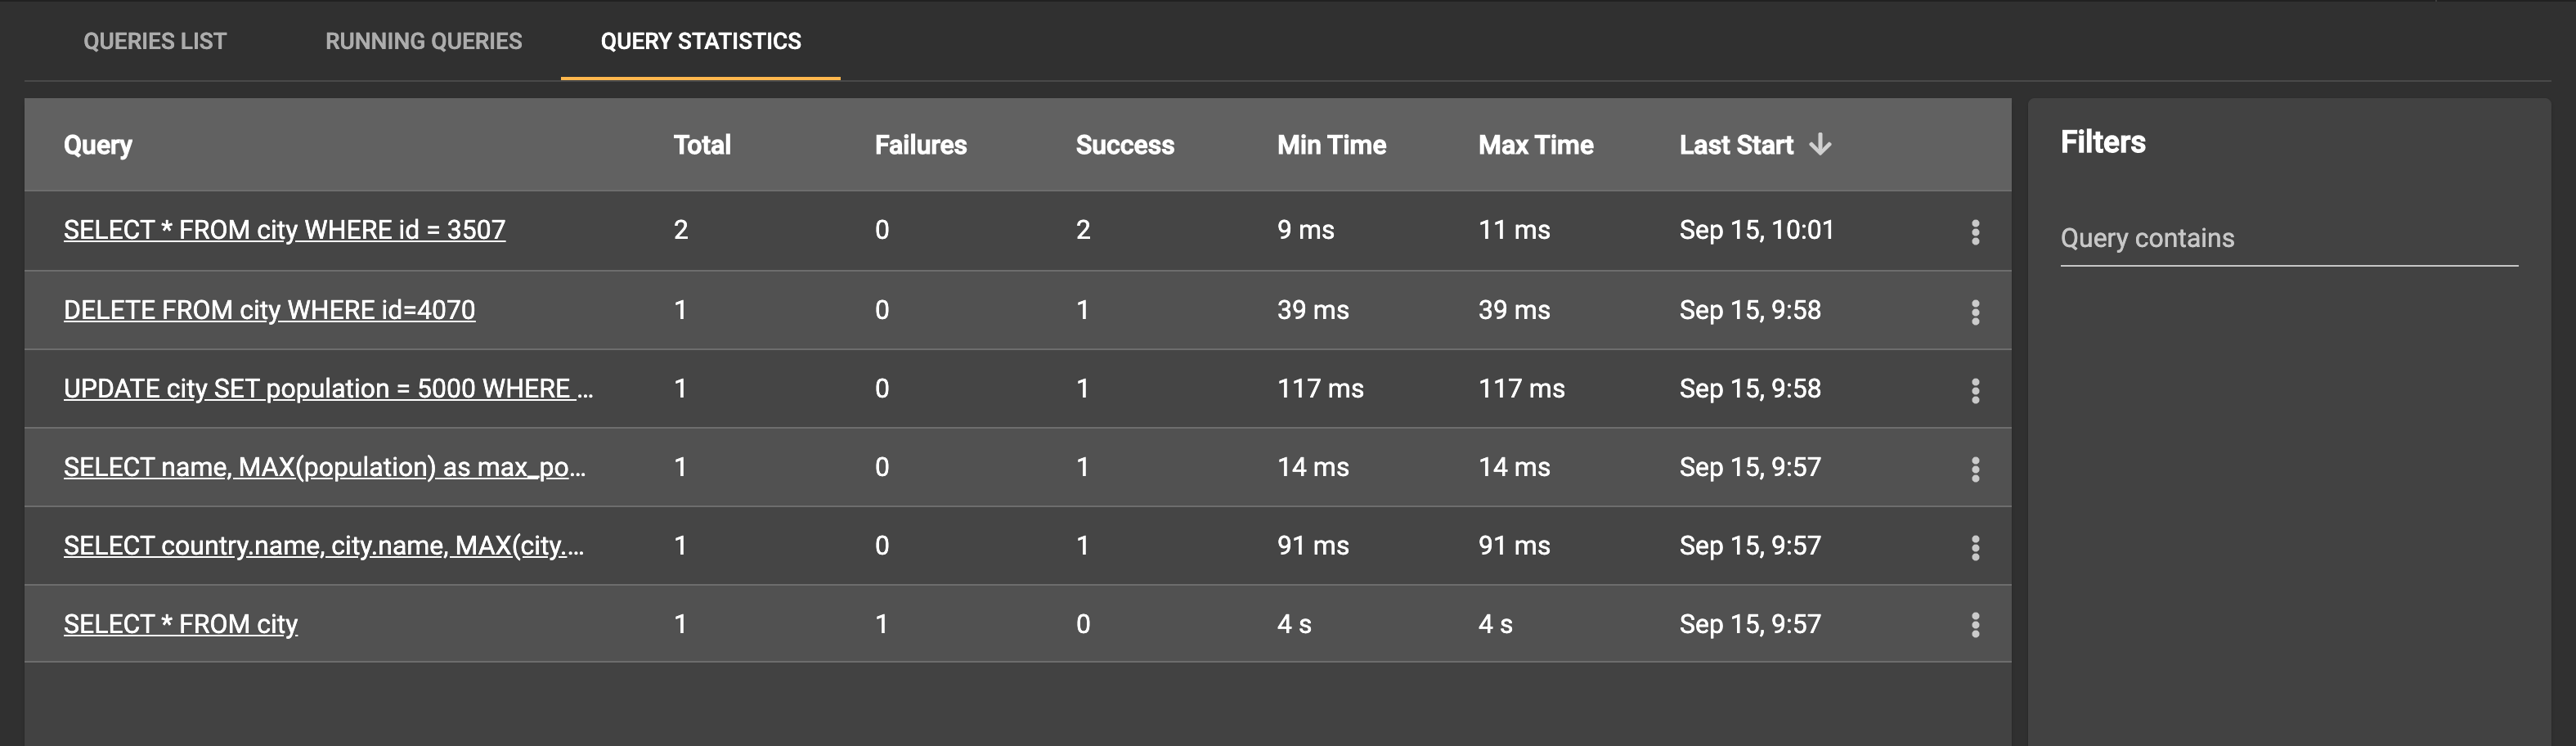 QUERIES LIST RUNNING QUERIES QUERY STATISTICS
Query Total Failures Success Min Time Max Time Last Start
SELECT * FROM city WHERE id = 3507 2 0 2 9 ms 11 ms Sep 15, 10:01
DELETE FROM city WHERE id=4070 1 0 1 39 ms 39 ms Sep 15, 9:58
UPDATE city SET population = 5000 WHERE ... 1 0 1 117 ms 117 ms Sep 15, 9:58
SELECT name, MAX(population) as max_po... 1 0 1 14 ms 14 ms Sep 15, 9:57
SELECT country.name, city.name, MAX(city.... 1 0 1 91 ms 91 ms Sep 15, 9:57
SELECT * FROM city 1 1 0 4 s 4 s Sep 15, 9:57
Filters
Query contains